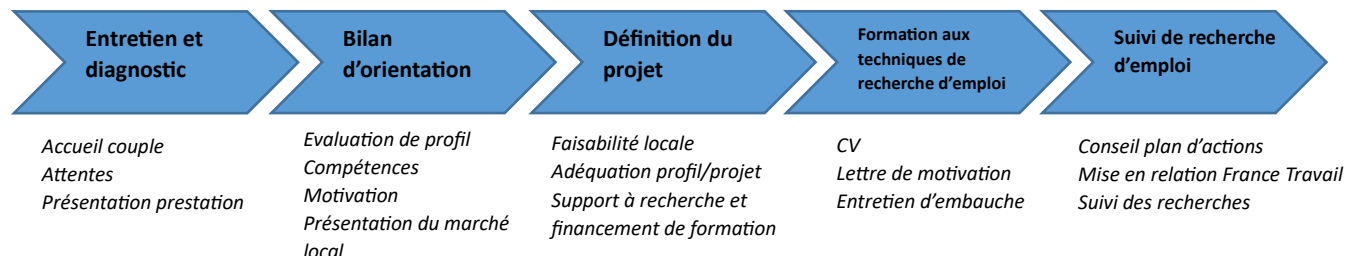 Entretien et
diagnostic
Bilan
d'orientation
Définition du
projet
Formation aux
techniques de
recherche d'emploi
Suivi de recherche
d'emploi
Accueil couple
Attentes
Présentation prestation
Evaluation de profil
Compétences
Motivation
Présentation du marché
local
Faisabilité locale
Adéquation profil/projet
Support à recherche et
financement de formation
CV
Lettre de motivation
Entretien d'embauche
Conseil plan d'actions
Mise en relation France Travail
Suivi des recherches